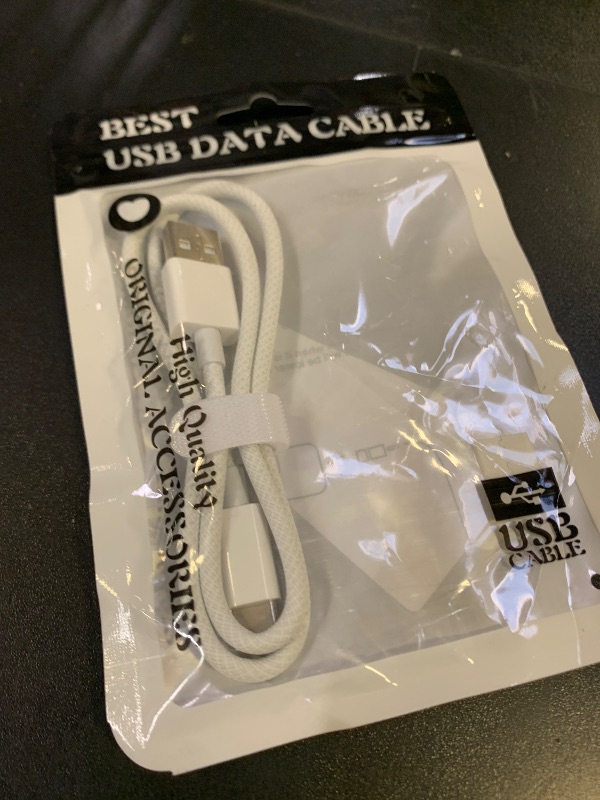 BEST
USB DATA CABLE
High Quality
ORIGINAL ACCESSORIES
USB
CABLE